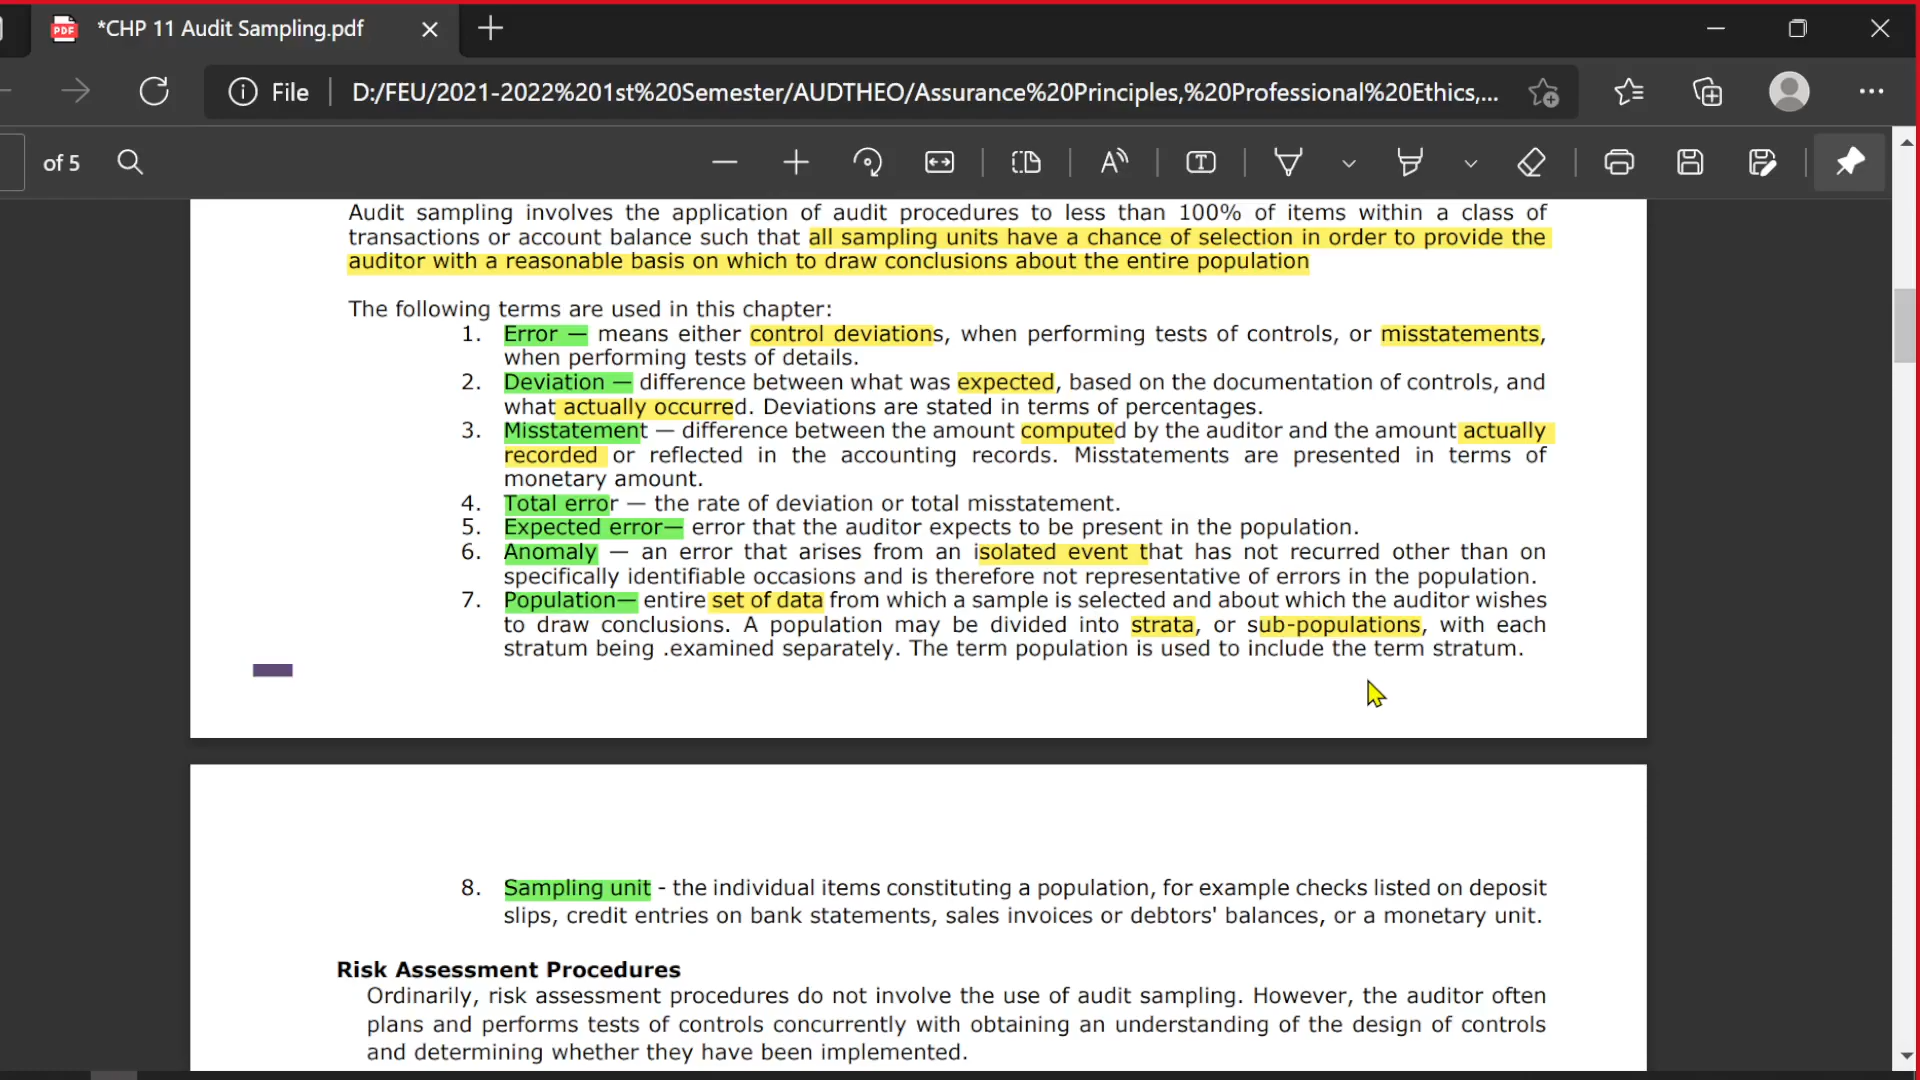 *CHP 11 Audit Sampling.pdf
File
D:/FEU/2021-2022%201st%20Semester/AUDTHEO/Assurance%20Principles,%20Professional%20Ethics,...
of 5
Audit sampling involves the application of audit procedures to less than 100% of items within a class of
transactions or account balance such that all sampling units have a chance of selection in order to provide the
auditor with a reasonable basis on which to draw conclusions about the entire population
The following terms are used in this chapter:
1. Error — means either control deviations, when performing tests of controls, or misstatements,
when performing tests of details.
2. Deviation — difference between what was expected, based on the documentation of controls, and
what actually occurred. Deviations are stated in terms of percentages.
3. Misstatement — difference between the amount computed by the auditor and the amount actually
recorded or reflected in the accounting records. Misstatements are presented in terms of
monetary amount.
4. Total error — the rate of deviation or total misstatement.
5. Expected error— error that the auditor expects to be present in the population.
6. Anomaly — an error that arises from an isolated event that has not recurred other than on
specifically identifiable occasions and is therefore not representative of errors in the population.
7. Population— entire set of data from which a sample is selected and about which the auditor wishes
to draw conclusions. A population may be divided into strata, or sub-populations, with each
stratum being .examined separately. The term population is used to include the term stratum.
8. Sampling unit - the individual items constituting a population, for example checks listed on deposit
slips, credit entries on bank statements, sales invoices or debtors' balances, or a monetary unit.
Risk Assessment Procedures
Ordinarily, risk assessment procedures do not involve the use of audit sampling. However, the auditor often
plans and performs tests of controls concurrently with obtaining an understanding of the design of controls
and determining whether they have been implemented.